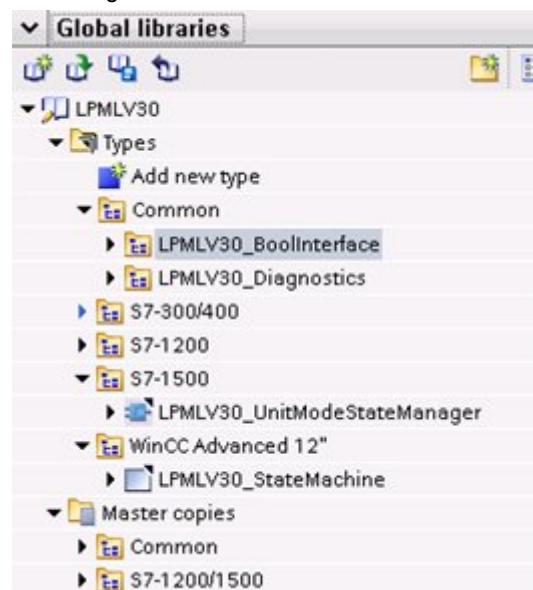 Global libraries
LPMLV30
Types
Add new type
Common
LPMLV30_BoolInterface
LPMLV30_Diagnostics
S7-300/400
S7-1200
S7-1500
LPMLV30_UnitModeStateManager
WinCC Advanced 12"
LPMLV30_StateMachine
Master copies
Common
S7-1200/1500